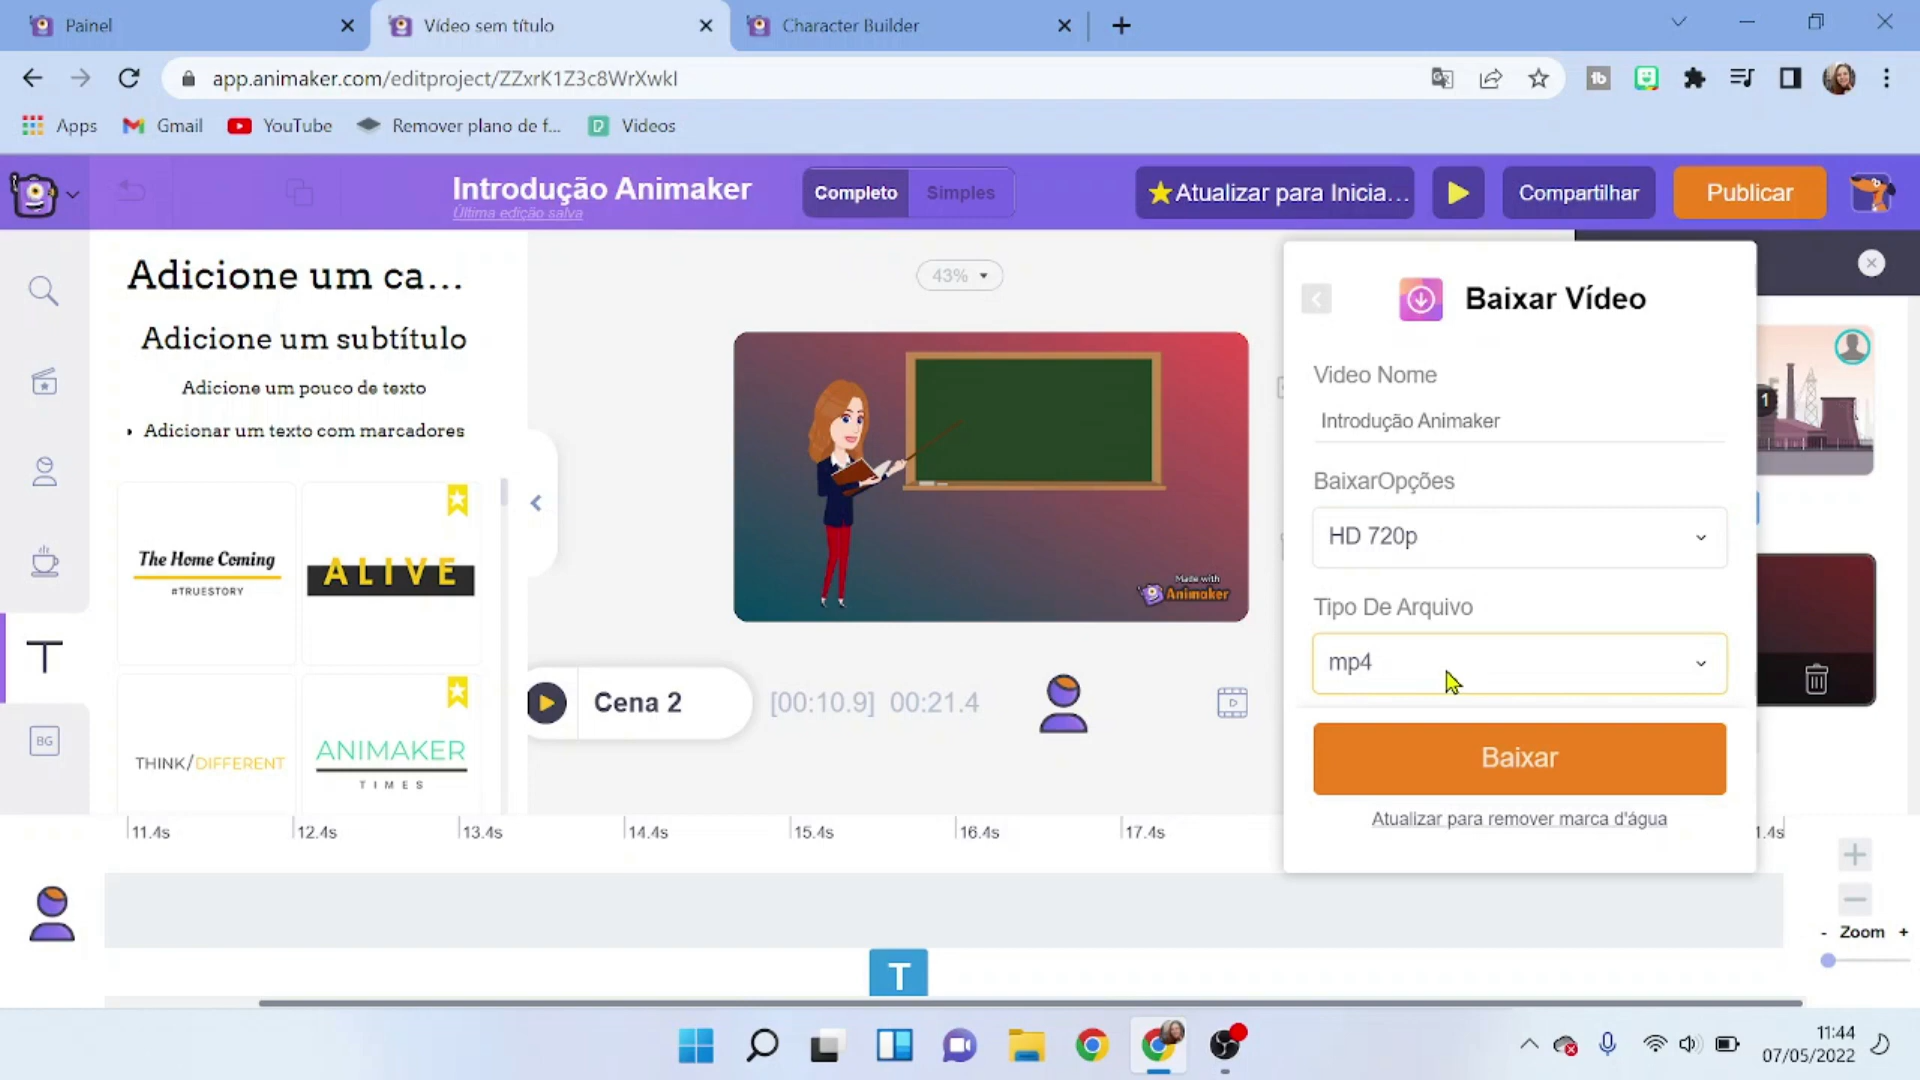 Painel
Vídeo sem título
Character Builder
app.animaker.com/editproject/ZZxrK1Z3c8WrXwkI
tb
Apps
Gmail
YouTube
Remover plano de f...
Videos
Introdução Animaker
Última edição salva
Completo
Simples
Atualizar para Inicia...
Compartilhar
Publicar
Adicione um ca...
Adicione um subtítulo
Adicione um pouco de texto
• Adicionar um texto com marcadores
The Home Coming
#TRUESTORY
ALIVE
THINK/DIFFERENT
ANIMAKER
TIMES
T
BG
43%
Made with
Animaker
Cena 2
[00:10.9] 00:21.4
Baixar Vídeo
Video Nome
Introdução Animaker
BaixarOpções
HD 720p
Tipo De Arquivo
mp4
Baixar
Atualizar para remover marca d'água
1
11.4s
12.4s
13.4s
14.4s
15.4s
16.4s
17.4s
1.4s
- Zoom +
T
11:44
07/05/2022